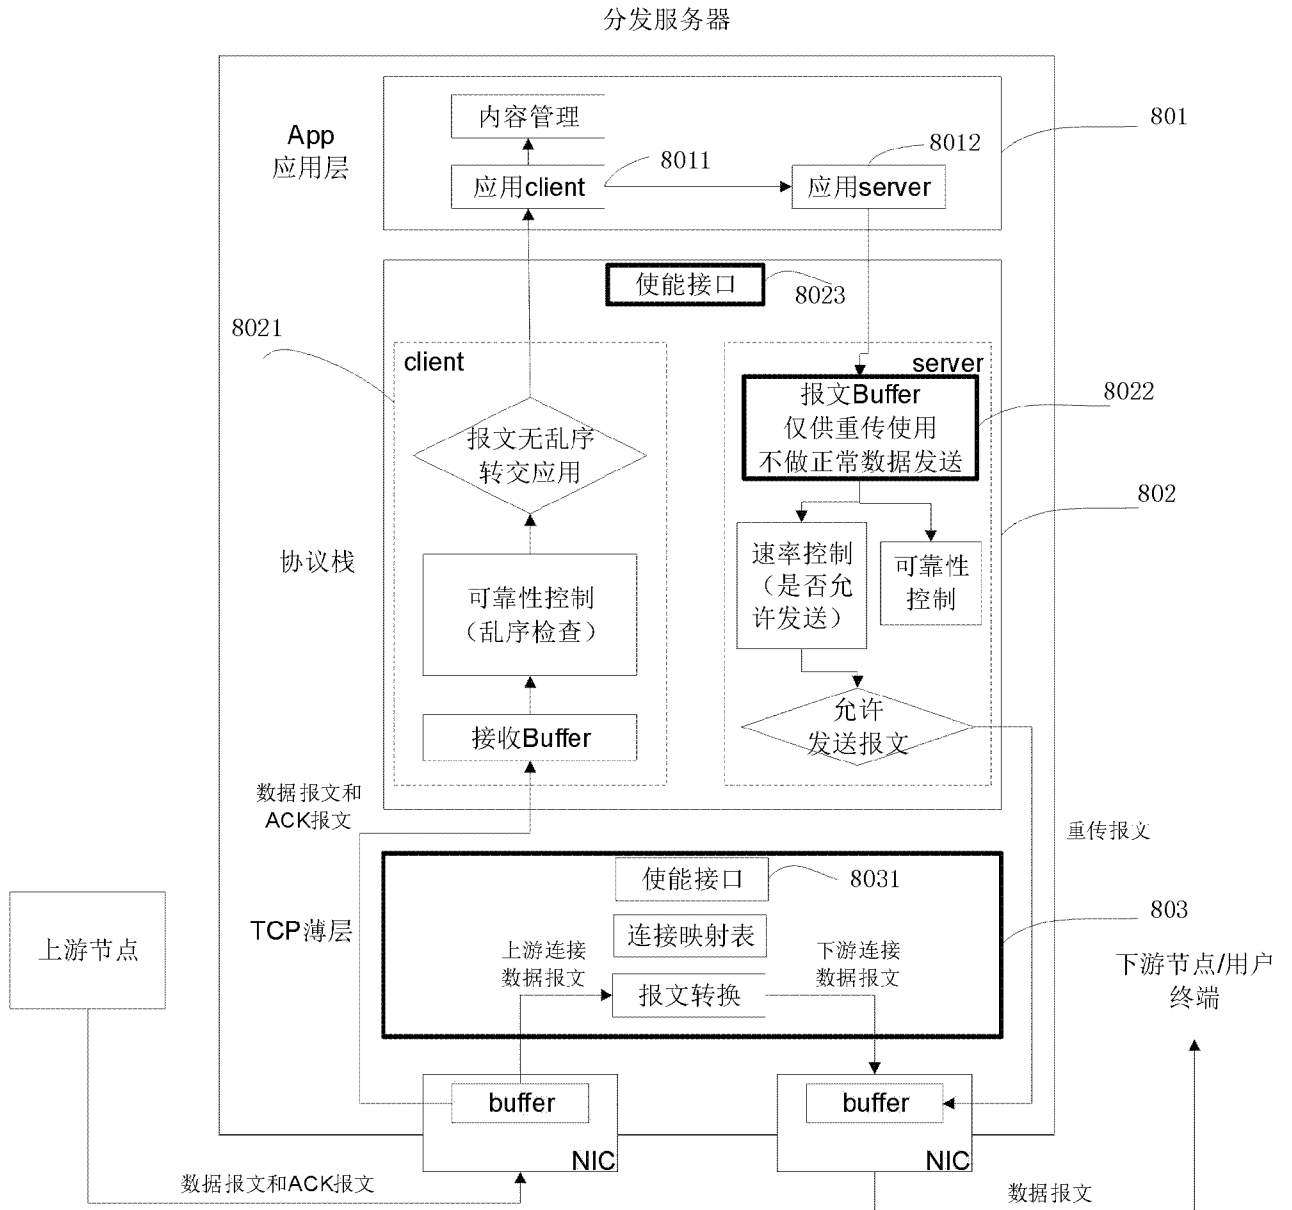 分发服务器
内容管理
801
App
应用层
8011
8012
应用client
应用server
使能接口
8023
8021
client
server
报文Buffer
仅供重传使用
不做正常数据发送
8022
报文无乱序
转交应用
802
协议栈
速率控制
（是否允
许发送）
可靠性
控制
可靠性控制
（乱序检查）
允许
发送报文
接收Buffer
数据报文和
ACK报文
重传报文
使能接口
8031
803
TCP薄层
连接映射表
上游连接
数据报文
下游连接
数据报文
上游节点
报文转换
下游节点/用户
终端
buffer
buffer
NIC
NIC
数据报文和ACK报文
数据报文